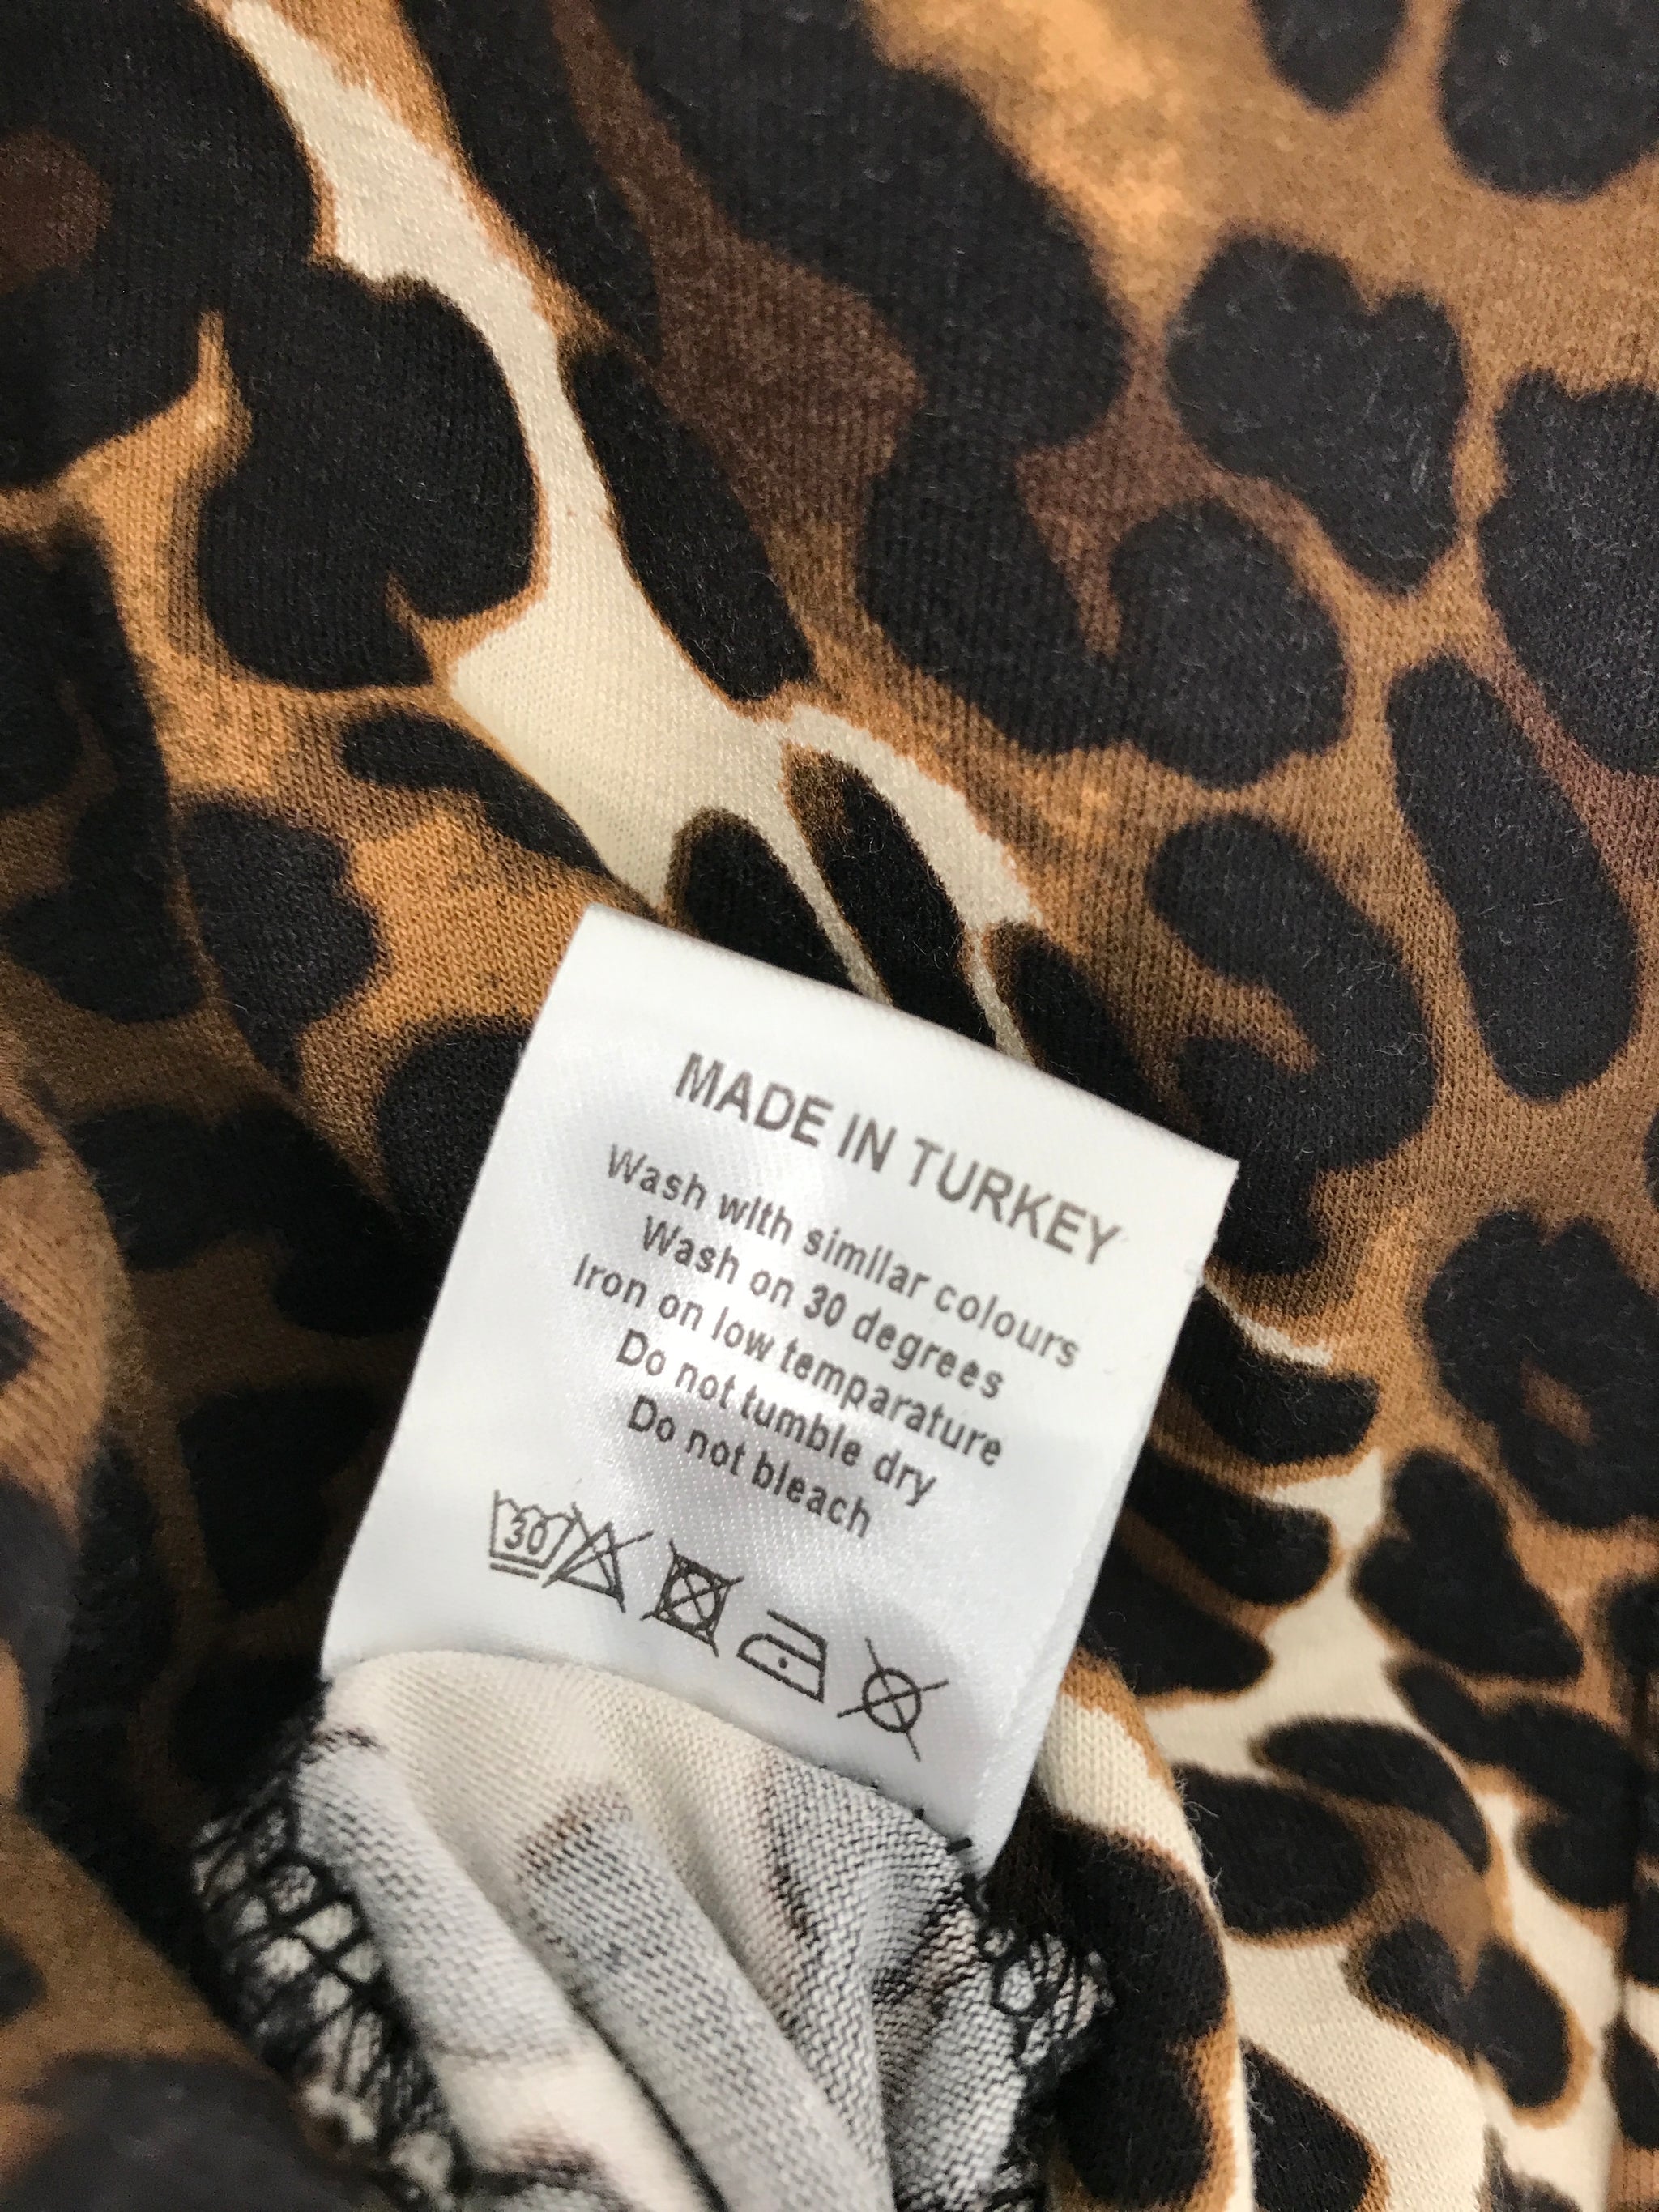 MADE IN TURKEY
Wash with similar colours
Wash on 30 degrees
Iron on low temparature
Do not tumble dry
Do not bleach
30